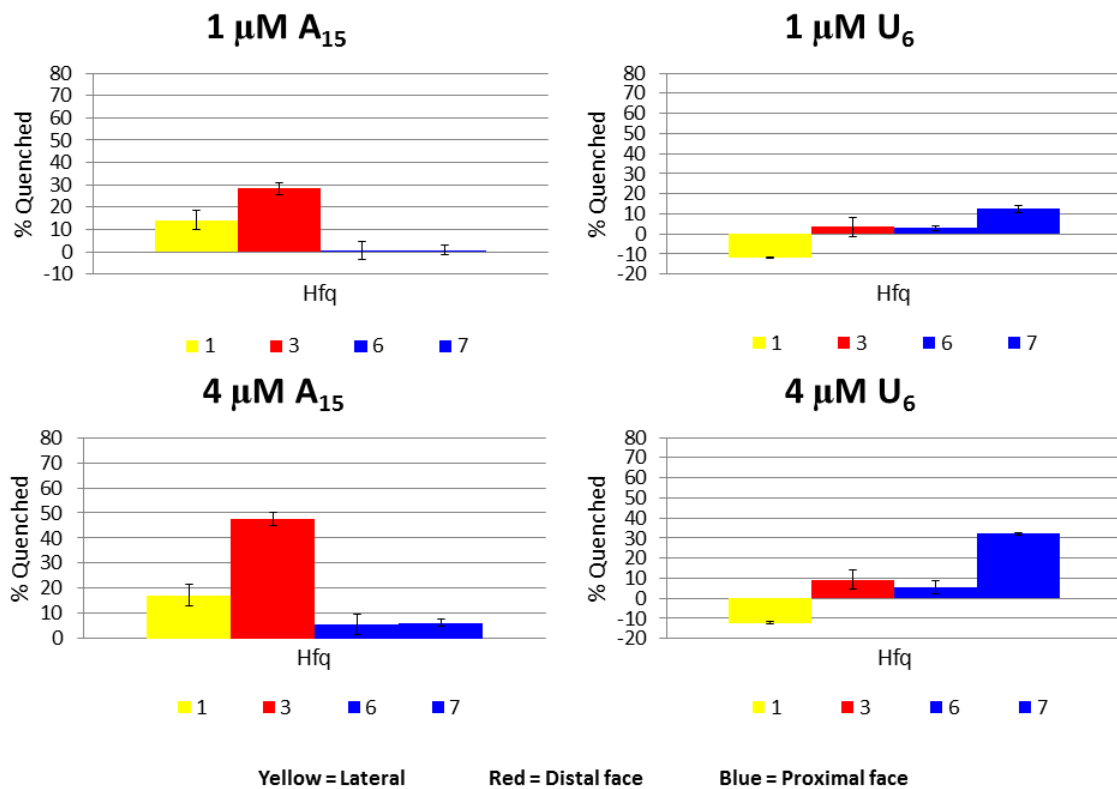 1 μM A15
80
70
60
50
40
30
20
10
0
-10
% Quenched
Hfq
1 3 6 7
1 μM U6
80
70
60
50
40
30
20
10
0
-10
-20
% Quenched
Hfq
1 3 6 7
4 μM A15
80
70
60
50
40
30
20
10
0
% Quenched
Hfq
1 3 6 7
4 μM U6
80
70
60
50
40
30
20
10
0
-10
-20
% Quenched
Hfq
1 3 6 7
Yellow = Lateral Red = Distal face Blue = Proximal face